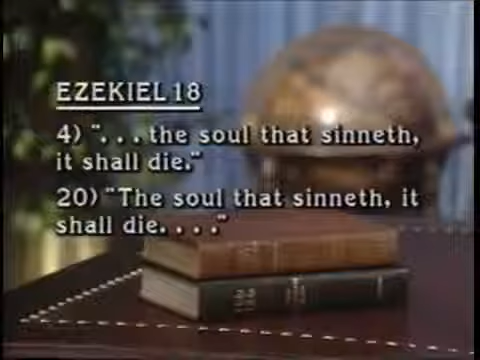 EZEKIEL 18
4) ". . . the soul that sinneth,
it shall die."
20) "The soul that sinneth, it
shall die. . . ."